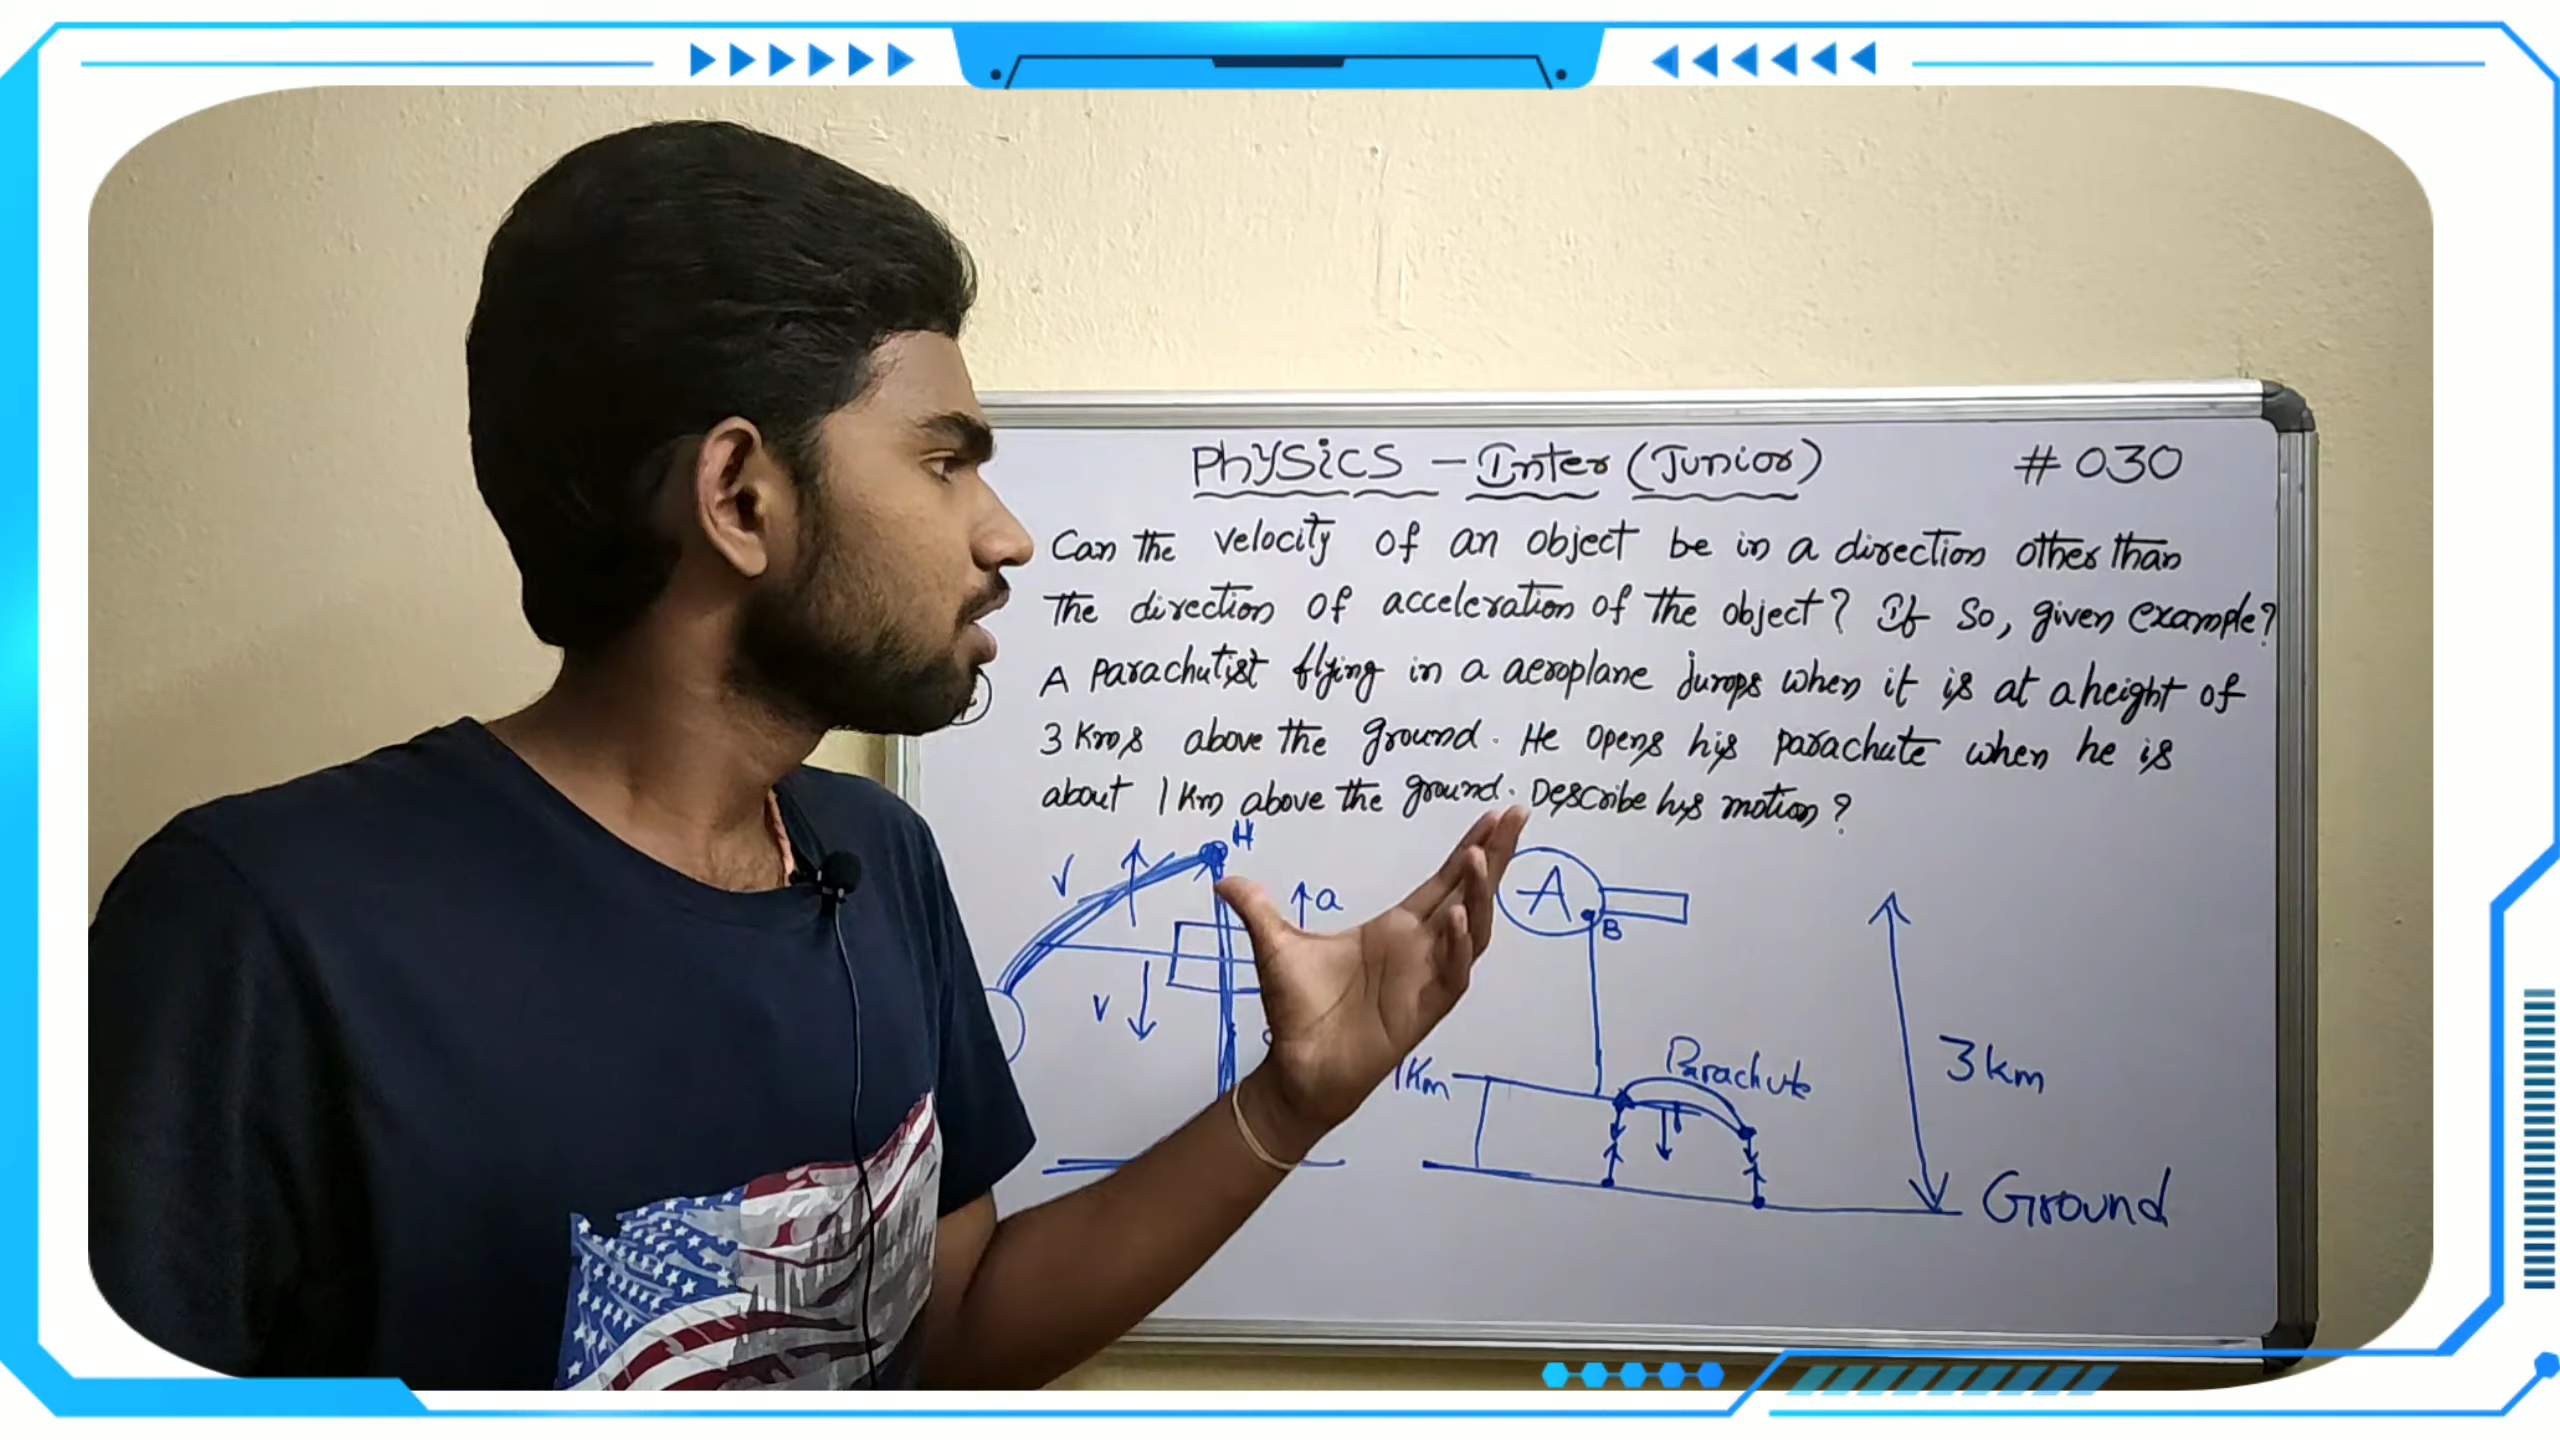 Physics - Inter (Junior) # 030
Can the velocity of an object be in a direction other than
the direction of acceleration of the object? If So, given example?
A parachutist flying in a aeroplane jumps when it is at a height of
3 Kms above the ground. He opens his parachute when he is
about 1 Km above the ground. Describe his motion?
H
V
a
A
B
V
1Km
Parachute
3 km
Ground